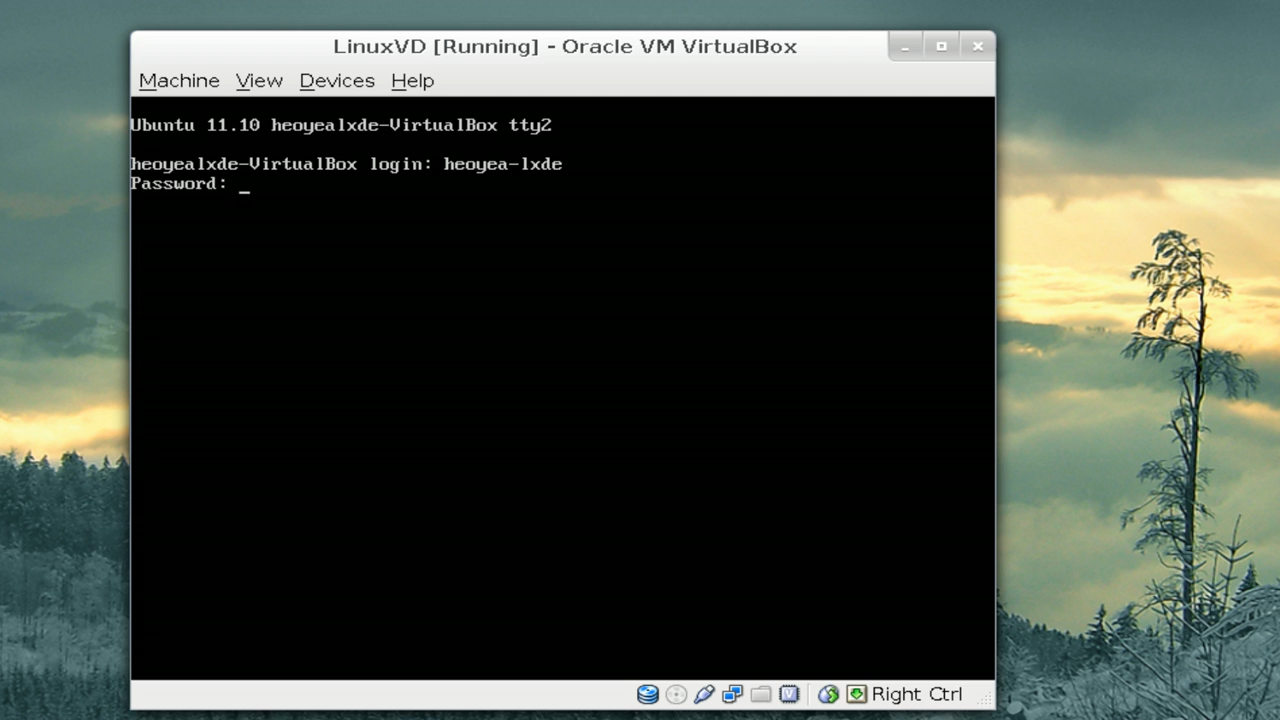 LinuxVD [Running] - Oracle VM VirtualBox
Machine View Devices Help
Ubuntu 11.10 heoyealxde-VirtualBox tty2
heoyealxde-VirtualBox login: heoyea-lxde
Password: _
Right Ctrl